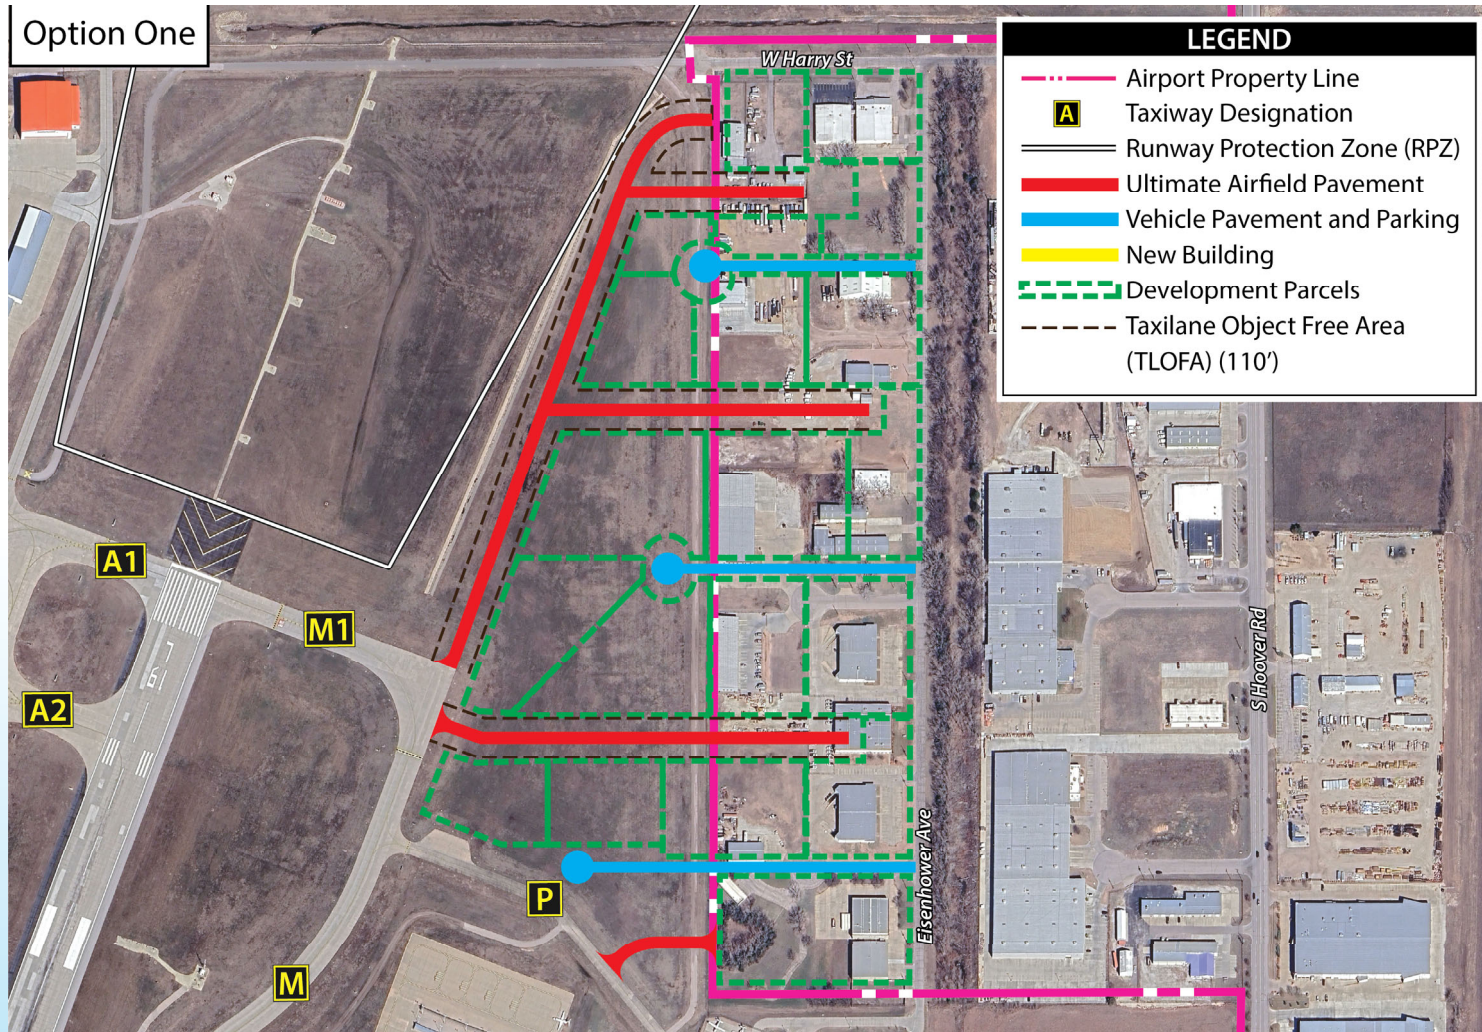 Option One
W Harry St
LEGEND
Airport Property Line
A
Taxiway Designation
Runway Protection Zone (RPZ)
Ultimate Airfield Pavement
Vehicle Pavement and Parking
New Building
Development Parcels
Taxilane Object Free Area
(TLOFA) (110’)
A1
M1
A2
19L
S Hoover Rd
Eisenhower Ave
P
M